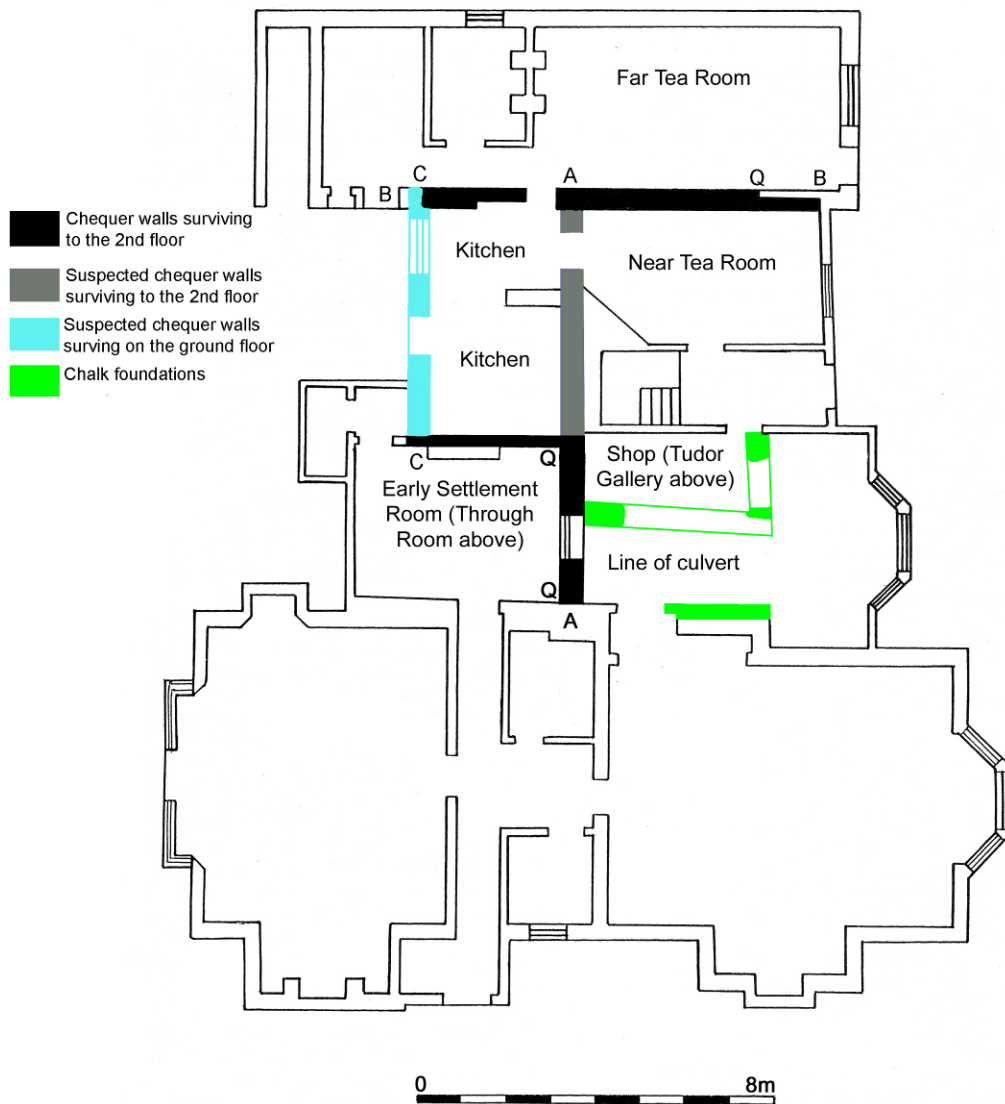 Far Tea Room
C
A
Q
B
B
Chequer walls surviving
to the 2nd floor
Suspected chequer walls
surviving to the 2nd floor
Suspected chequer walls
surving on the ground floor
Chalk foundations
Kitchen
Near Tea Room
Kitchen
C
Q
Shop (Tudor
Gallery above)
Early Settlement
Room (Through
Room above)
Line of culvert
Q
A
0
8m